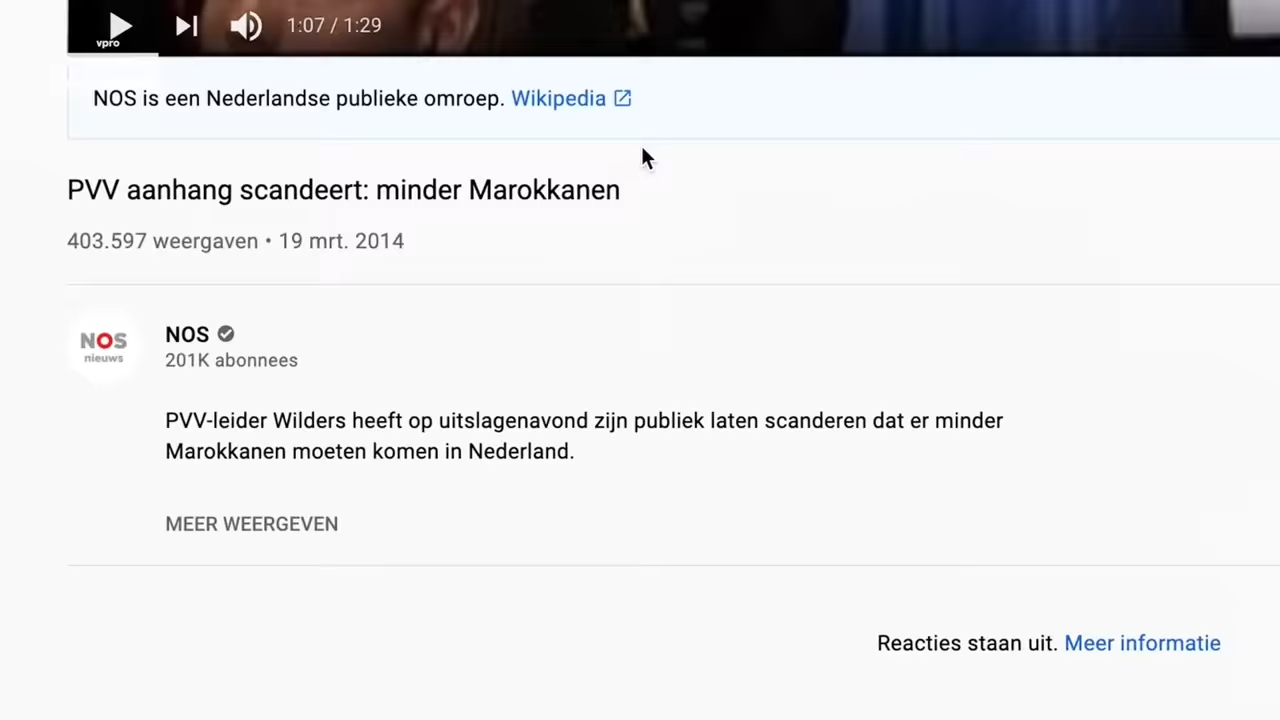 1:07 / 1:29
vpro
NOS is een Nederlandse publieke omroep. Wikipedia
PVV aanhang scandeert: minder Marokkanen
403.597 weergaven • 19 mrt. 2014
NOS
nieuws
NOS
201K abonnees
PVV-leider Wilders heeft op uitslagenavond zijn publiek laten scanderen dat er minder
Marokkanen moeten komen in Nederland.
MEER WEERGEVEN
Reacties staan uit. Meer informatie